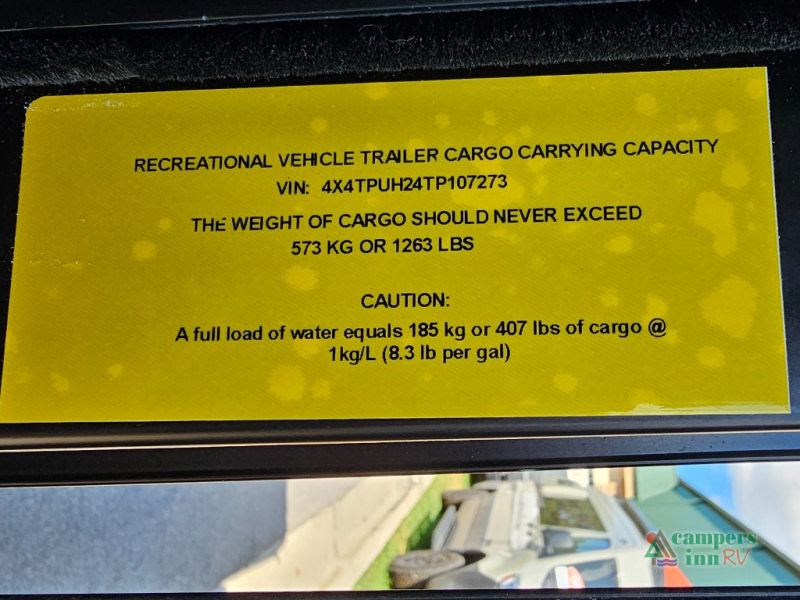 RECREATIONAL VEHICLE TRAILER CARGO CARRYING CAPACITY
VIN: 4X4TPUH24TP107273
THE WEIGHT OF CARGO SHOULD NEVER EXCEED
573 KG OR 1263 LBS
CAUTION:
A full load of water equals 185 kg or 407 lbs of cargo @
1kg/L (8.3 lb per gal)
campers
inn RV